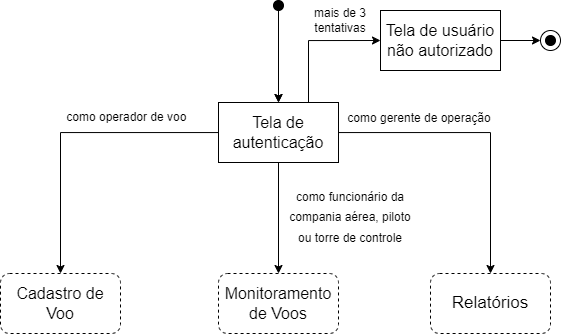 mais de 3
tentativas
Tela de usuário
não autorizado
como operador de voo
Tela de
autenticação
como gerente de operação
como funcionário da
compania aérea, piloto
ou torre de controle
Cadastro de
Voo
Monitoramento
de Voos
Relatórios